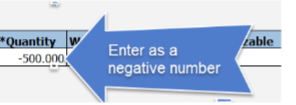 *Quantity W zable
-500.000
Enter as a
negative number